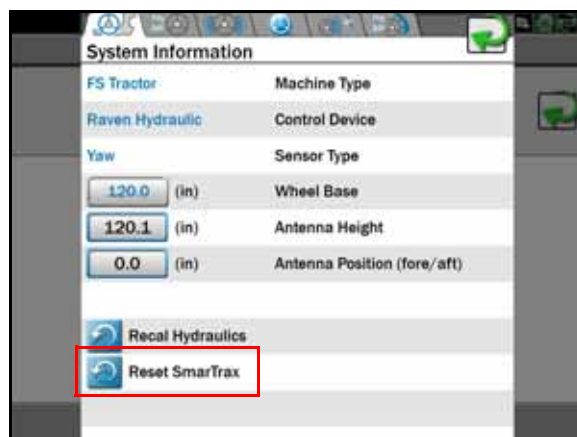 System Information
FS Tractor Machine Type
Raven Hydraulic Control Device
Yaw Sensor Type
120.0 (in) Wheel Base
120.1 (in) Antenna Height
0.0 (in) Antenna Position (fore/aft)
Recal Hydraulics
Reset SmarTrax